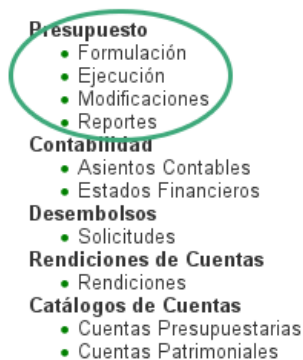 Presupuesto
Formulación
Ejecución
Modificaciones
Reportes
Contabilidad
Asientos Contables
Estados Financieros
Desembolsos
Solicitudes
Rendiciones de Cuentas
Rendiciones
Catálogos de Cuentas
Cuentas Presupuestarias
Cuentas Patrimoniales